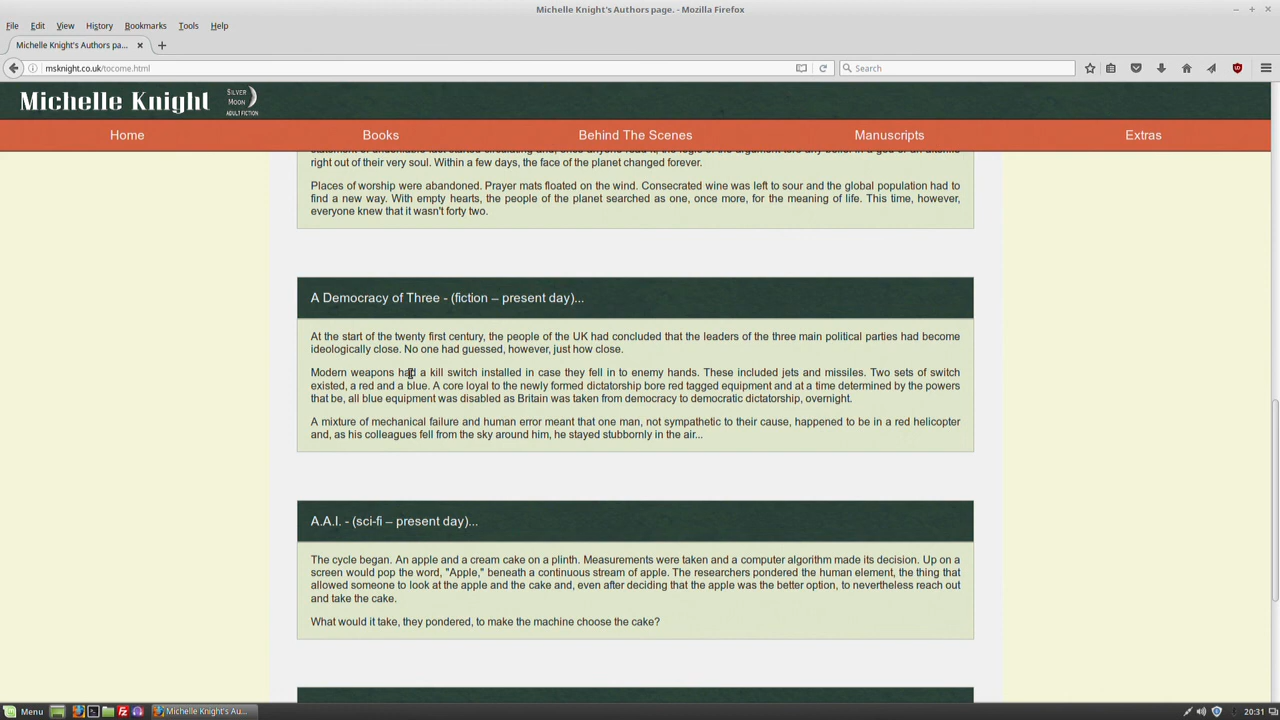 Michelle Knight's Authors page. - Mozilla Firefox
File Edit View History Bookmarks Tools Help
Michelle Knight's Authors pa...
msknight.co.uk/tocome.html
Search
Michelle Knight
SILVER
MOON
ADULT FICTION
Home Books Behind The Scenes Manuscripts Extras
right out of their very soul. Within a few days, the face of the planet changed forever.
Places of worship were abandoned. Prayer mats floated on the wind. Consecrated wine was left to sour and the global population had to
find a new way. With empty hearts, the people of the planet searched as one, once more, for the meaning of life. This time, however,
everyone knew that it wasn't forty two.
A Democracy of Three - (fiction – present day)...
At the start of the twenty first century, the people of the UK had concluded that the leaders of the three main political parties had become
ideologically close. No one had guessed, however, just how close.
Modern weapons had a kill switch installed in case they fell in to enemy hands. These included jets and missiles. Two sets of switch
existed, a red and a blue. A core loyal to the newly formed dictatorship bore red tagged equipment and at a time determined by the powers
that be, all blue equipment was disabled as Britain was taken from democracy to democratic dictatorship, overnight.
A mixture of mechanical failure and human error meant that one man, not sympathetic to their cause, happened to be in a red helicopter
and, as his colleagues fell from the sky around him, he stayed stubbornly in the air...
A.A.I. - (sci-fi – present day)...
The cycle began. An apple and a cream cake on a plinth. Measurements were taken and a computer algorithm made its decision. Up on a
screen would pop the word, "Apple," beneath a continuous stream of apple. The researchers pondered the human element, the thing that
allowed someone to look at the apple and the cake and, even after deciding that the apple was the better option, to nevertheless reach out
and take the cake.
What would it take, they pondered, to make the machine choose the cake?
Menu
Michelle Knight's Au...
20:31